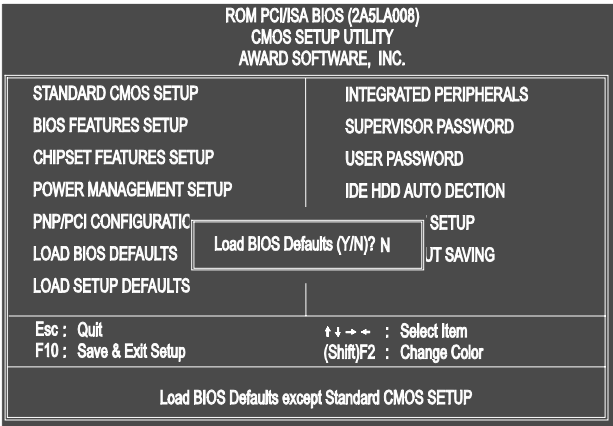 ROM PCI/ISA BIOS (2A5LA008)
CMOS SETUP UTILITY
AWARD SOFTWARE, INC.
STANDARD CMOS SETUP
BIOS FEATURES SETUP
CHIPSET FEATURES SETUP
POWER MANAGEMENT SETUP
PNP/PCI CONFIGURATIC
LOAD BIOS DEFAULTS
LOAD SETUP DEFAULTS
INTEGRATED PERIPHERALS
SUPERVISOR PASSWORD
USER PASSWORD
IDE HDD AUTO DECTION
SETUP
UT SAVING
Load BIOS Defaults (Y/N)? N
Esc : Quit
F10 : Save & Exit Setup
↑ ↓ → ← : Select Item
(Shift)F2 : Change Color
Load BIOS Defaults except Standard CMOS SETUP